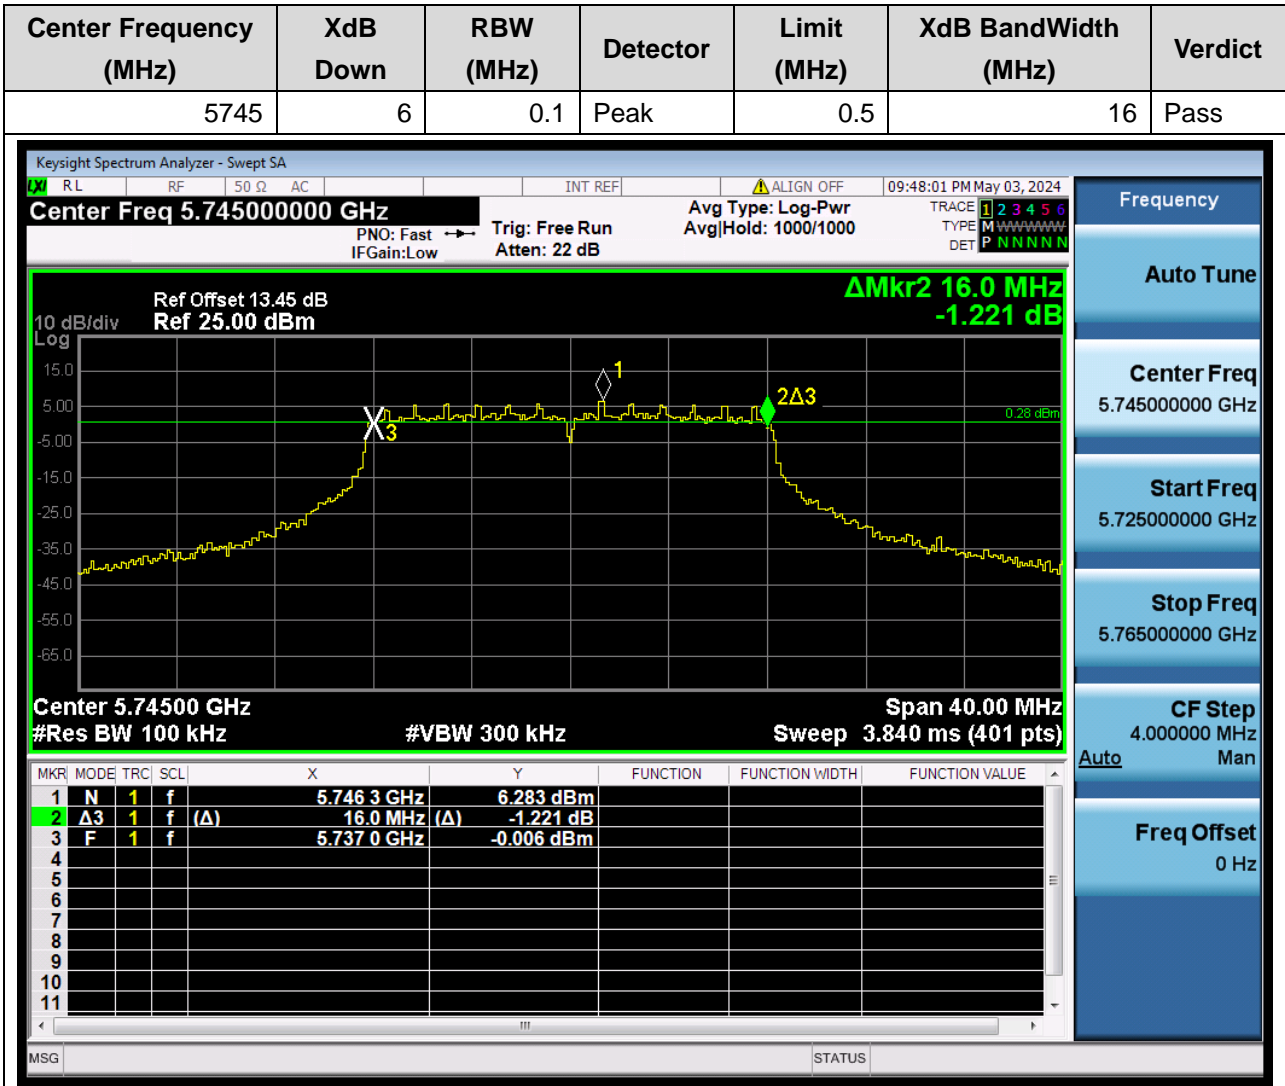 Center Frequency (MHz) XdB Down RBW (MHz) Detector Limit (MHz) XdB BandWidth (MHz) Verdict
5745 6 0.1 Peak 0.5 16 Pass
Keysight Spectrum Analyzer - Swept SA
LXI RL RF 50 Ω AC INT REF ALIGN OFF 09:48:01 PM May 03, 2024
Center Freq 5.745000000 GHz
PNO: Fast
IFGain:Low
Trig: Free Run
Atten: 22 dB
Avg Type: Log-Pwr
Avg|Hold: 1000/1000
TRACE 1 2 3 4 5 6
TYPE M WWWWW
DET P N N N N N
ΔMkr2 16.0 MHz
-1.221 dB
Ref Offset 13.45 dB
10 dB/div Ref 25.00 dBm
Log
15.0
5.00
-5.00
-15.0
-25.0
-35.0
-45.0
-55.0
-65.0
1
2Δ3
3
0.28 dBm
Center 5.74500 GHz Span 40.00 MHz
#Res BW 100 kHz #VBW 300 kHz Sweep 3.840 ms (401 pts)
MKR MODE TRC SCL X Y FUNCTION FUNCTION WIDTH FUNCTION VALUE
1 N 1 f 5.746 3 GHz 6.283 dBm
2 Δ3 1 f (Δ) 16.0 MHz (Δ) -1.221 dB
3 F 1 f 5.737 0 GHz -0.006 dBm
4
5
6
7
8
9
10
11
MSG STATUS
Frequency
Auto Tune
Center Freq
5.745000000 GHz
Start Freq
5.725000000 GHz
Stop Freq
5.765000000 GHz
CF Step
4.000000 MHz
Auto Man
Freq Offset
0 Hz